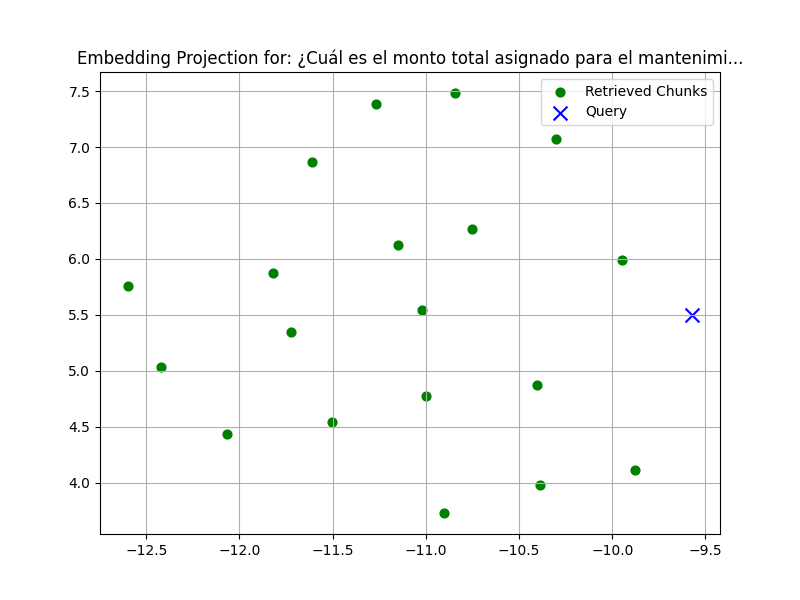 Embedding Projection for: ¿Cuál es el monto total asignado para el mantenimi...
Retrieved Chunks
Query
7.5
7.0
6.5
6.0
5.5
5.0
4.5
4.0
−12.5 −12.0 −11.5 −11.0 −10.5 −10.0 −9.5